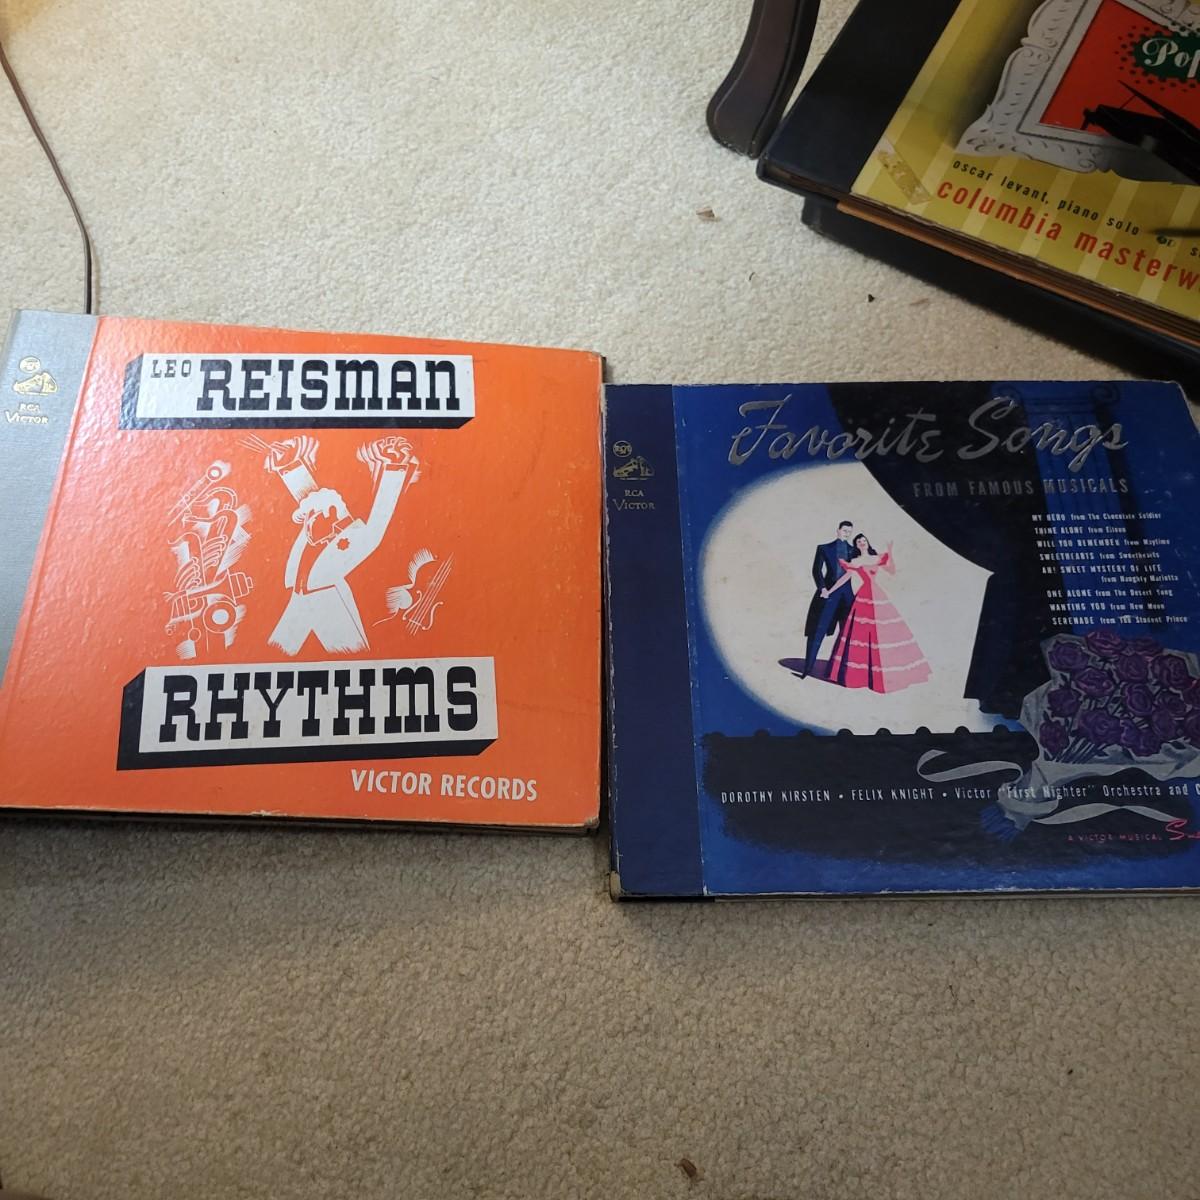 Pop
oscar levant, piano solo
columbia masterw
RCA
VICTOR
LEO REISMAN
RHYTHMS
VICTOR RECORDS
RCA
VICTOR
Favorite Songs
FROM FAMOUS MUSICALS
MY HERO from The Chocolate Soldier
THINE ALONE from Eileen
WILL YOU REMEMBER from Maytime
SWEETHEARTS from Sweethearts
AH! SWEET MYSTERY OF LIFE
from Naughty Marietta
ONE ALONE from The Desert Song
WANTING YOU from New Moon
SERENADE from The Student Prince
DOROTHY KIRSTEN • FELIX KNIGHT • Victor "First Nighter" Orchestra and C
A VICTOR MUSICAL